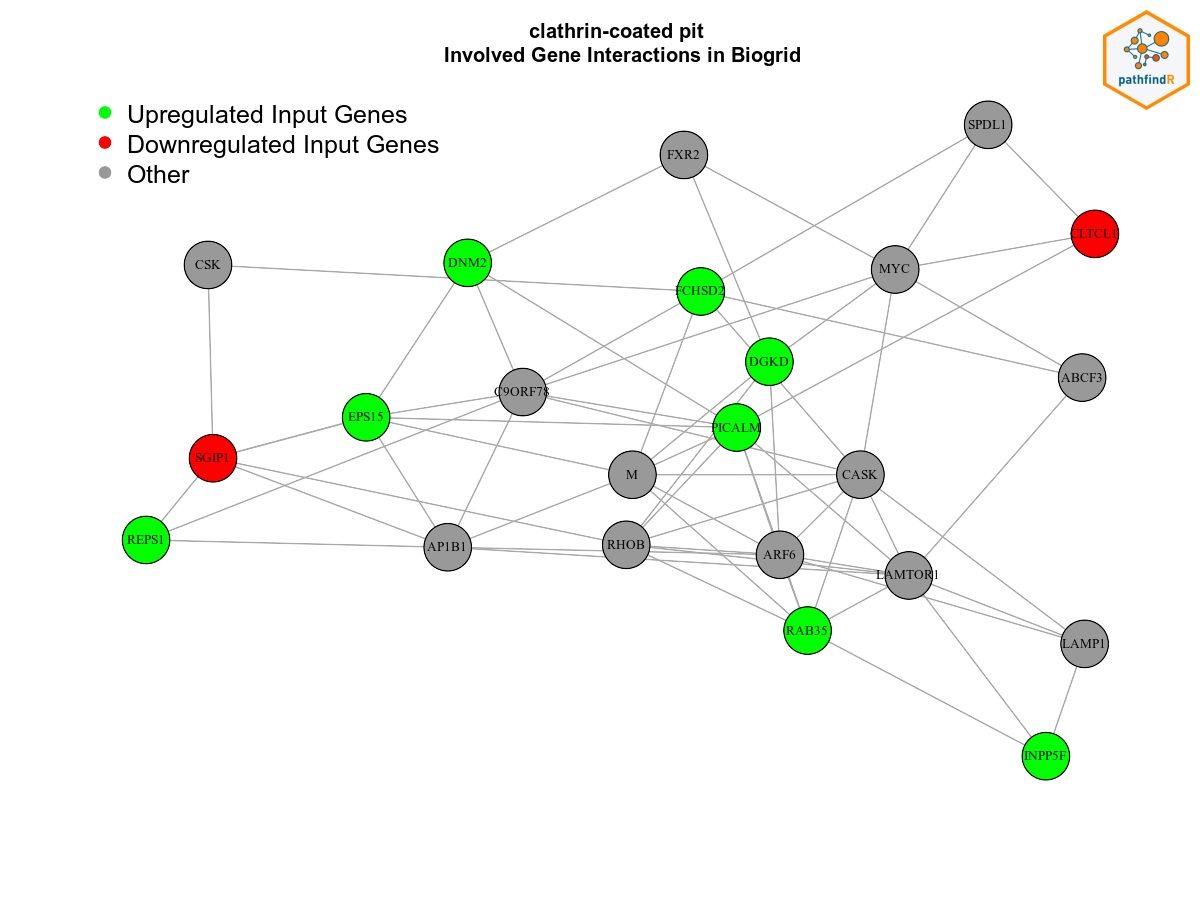 clathrin-coated pit
Involved Gene Interactions in Biogrid
pathfindR
Upregulated Input Genes
Downregulated Input Genes
Other
SPDL1
FXR2
CLTCL1
CSK
DNM2
MYC
FCHSD2
DGKD
ABCF3
C9ORF78
EPS15
PICALM
SGIP1
M
CASK
REPS1
AP1B1
RHOB
ARF6
LAMTOR1
RAB35
LAMP1
INPP5F